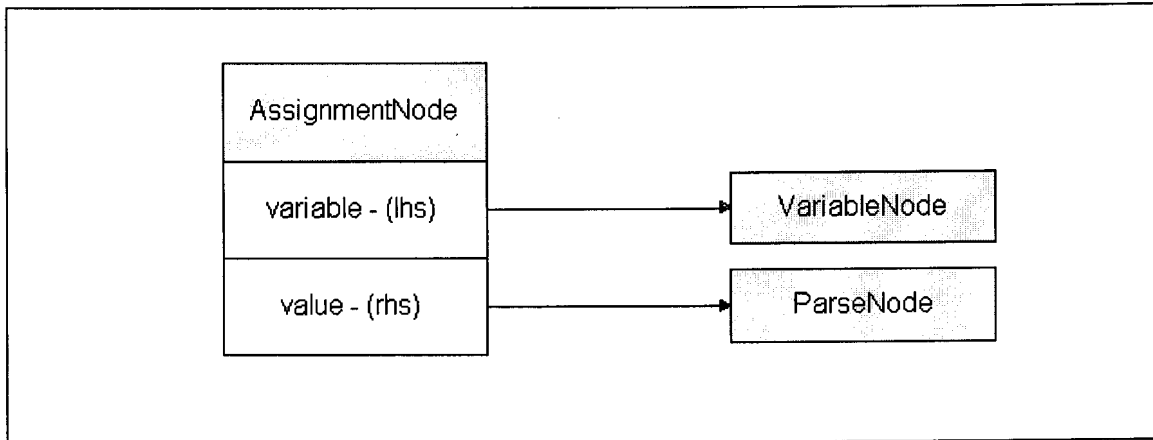 AssignmentNode
variable - (lhs)
VariableNode
value - (rhs)
ParseNode